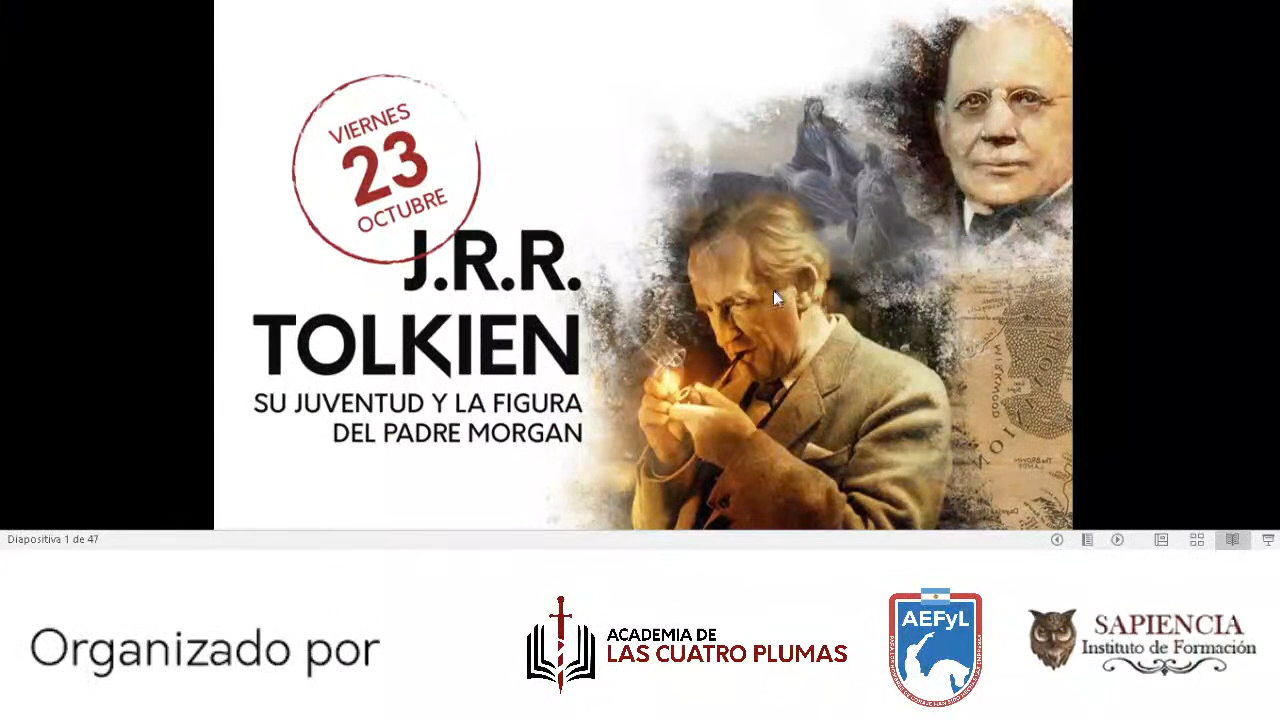 VIERNES
23
OCTUBRE
J.R.R.
TOLKIEN
SU JUVENTUD Y LA FIGURA
DEL PADRE MORGAN
MIRKWOOD
Diapositiva 1 de 47
Organizado por
ACADEMIA DE
LAS CUATRO PLUMAS
AEFyL
SAPIENCIA
Instituto de Formación